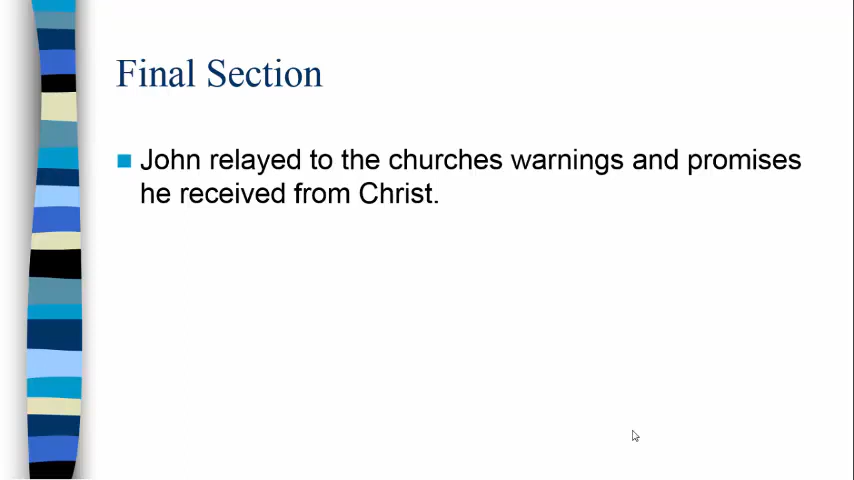 Final Section
John relayed to the churches warnings and promises
he received from Christ.